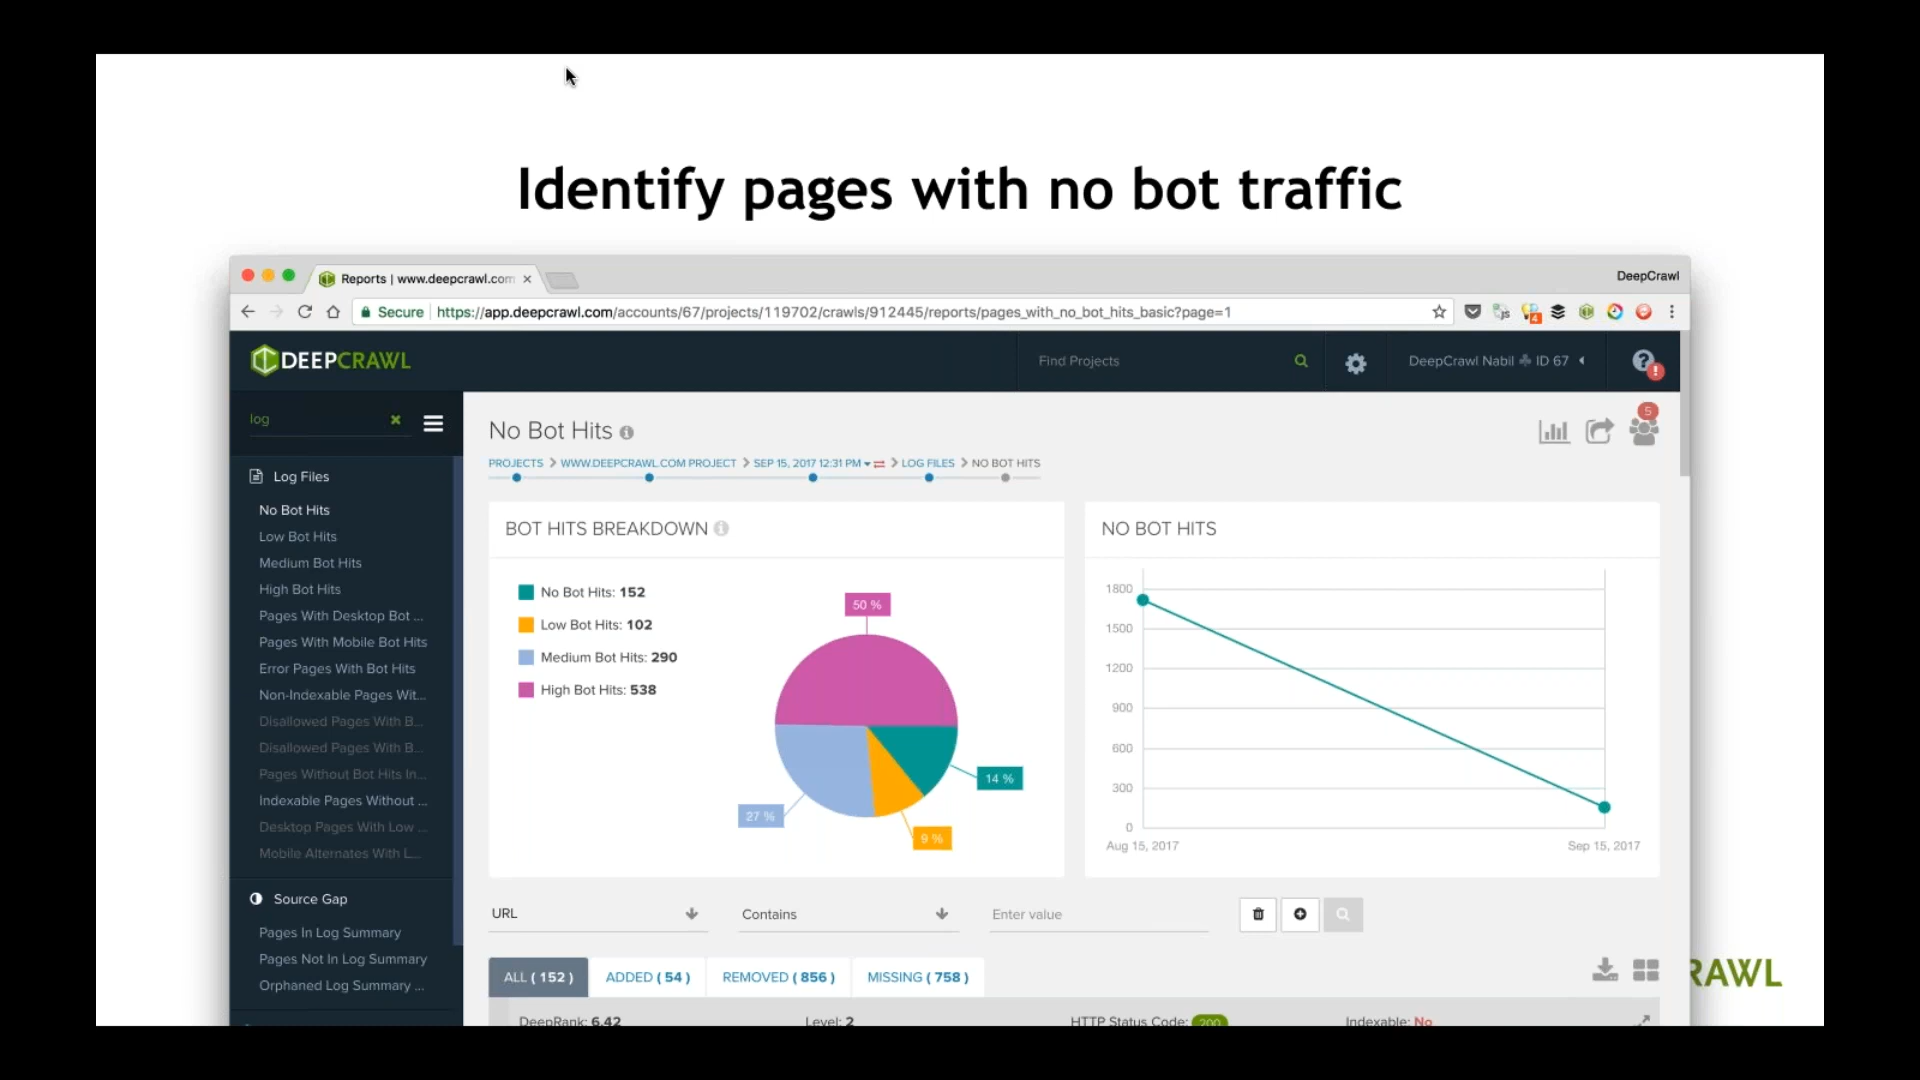 Identify pages with no bot traffic
Reports | www.deepcrawl.com
DeepCrawl
Secure https://app.deepcrawl.com/accounts/67/projects/119702/crawls/912445/reports/pages_with_no_bot_hits_basic?page=1
4
DEEPCRAWL
Find Projects
DeepCrawl Nabil ID 67
log
Log Files
No Bot Hits
Low Bot Hits
Medium Bot Hits
High Bot Hits
Pages With Desktop Bot ...
Pages With Mobile Bot Hits
Error Pages With Bot Hits
Non-Indexable Pages Wit...
Disallowed Pages With B...
Disallowed Pages With B...
Pages Without Bot Hits In...
Indexable Pages Without ...
Desktop Pages With Low ...
Mobile Alternates With L...
Source Gap
Pages In Log Summary
Pages Not In Log Summary
Orphaned Log Summary ...
No Bot Hits
5
PROJECTS > WWW.DEEPCRAWL.COM PROJECT > SEP 15, 2017 12:31 PM > LOG FILES > NO BOT HITS
BOT HITS BREAKDOWN
No Bot Hits: 152
Low Bot Hits: 102
Medium Bot Hits: 290
High Bot Hits: 538
50 %
14 %
27 %
9 %
NO BOT HITS
1800
1500
1200
900
600
300
0
Aug 15, 2017
Sep 15, 2017
URL
Contains
Enter value
ALL ( 152 )
ADDED ( 54 )
REMOVED ( 856 )
MISSING ( 758 )
RAWL
DeepRank: 6.42
Level: 2
HTTP Status Code: 200
Indexable: No